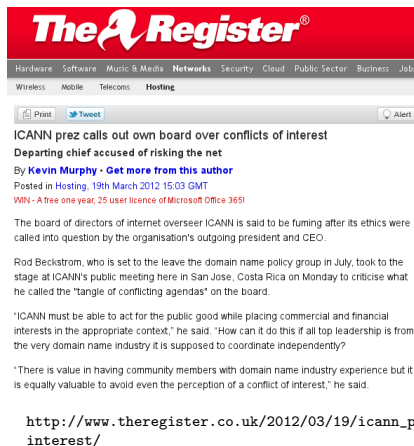 The Register®
Hardware Software Music & Media Networks Security Cloud Public Sector Business Jobs
Wireless Mobile Telecoms Hosting
Print Tweet Alert
ICANN prez calls out own board over conflicts of interest
Departing chief accused of risking the net
By Kevin Murphy • Get more from this author
Posted in Hosting, 19th March 2012 15:03 GMT
WIN - A free one year, 25 user licence of Microsoft Office 365!
The board of directors of internet overseer ICANN is said to be fuming after its ethics were
called into question by the organisation's outgoing president and CEO.
Rod Beckstrom, who is set to the leave the domain name policy group in July, took to the
stage at ICANN's public meeting here in San Jose, Costa Rica on Monday to criticise what
he called the "tangle of conflicting agendas" on the board.
"ICANN must be able to act for the public good while placing commercial and financial
interests in the appropriate context," he said. "How can it do this if all top leadership is from
the very domain name industry it is supposed to coordinate independently?
"There is value in having community members with domain name industry experience but it
is equally valuable to avoid even the perception of a conflict of interest," he said.
http://www.theregister.co.uk/2012/03/19/icann_p
interest/